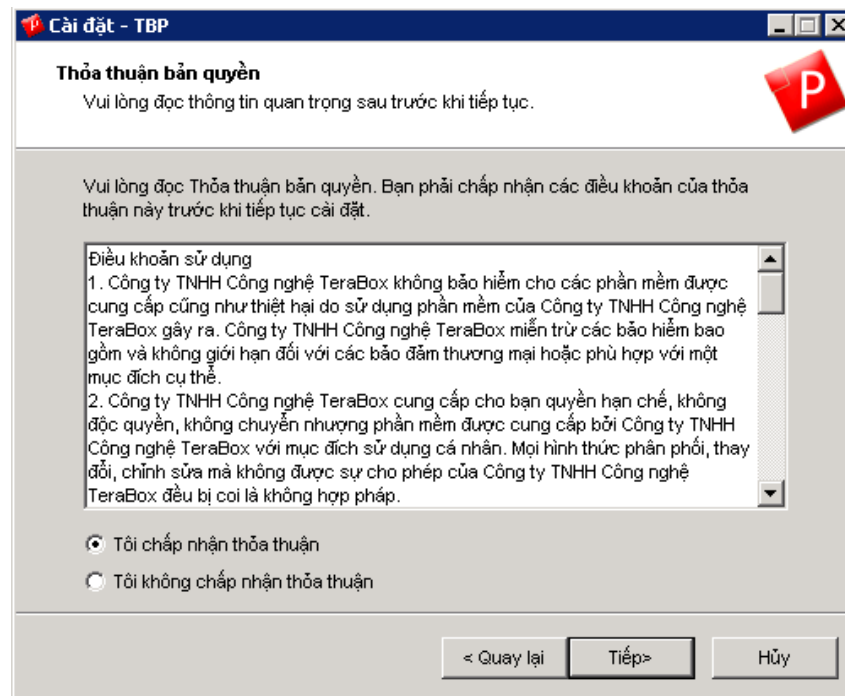 Cài đặt - TBP
Thỏa thuận bản quyền
Vui lòng đọc thông tin quan trọng sau trước khi tiếp tục.
P
Vui lòng đọc Thỏa thuận bản quyền. Bạn phải chấp nhận các điều khoản của thỏa
thuận này trước khi tiếp tục cài đặt.
Điều khoản sử dụng
1. Công ty TNHH Công nghệ TeraBox không bảo hiểm cho các phần mềm được
cung cấp cũng như thiệt hại do sử dụng phần mềm của Công ty TNHH Công nghệ
TeraBox gây ra. Công ty TNHH Công nghệ TeraBox miễn trừ các bảo hiểm bao
gồm và không giới hạn đối với các bảo đảm thương mại hoặc phù hợp với một
mục đích cụ thể.
2. Công ty TNHH Công nghệ TeraBox cung cấp cho bạn quyền hạn chế, không
độc quyền, không chuyển nhượng phần mềm được cung cấp bởi Công ty TNHH
Công nghệ TeraBox với mục đích sử dụng cá nhân. Mọi hình thức phân phối, thay
đổi, chỉnh sửa mà không được sự cho phép của Công ty TNHH Công nghệ
TeraBox đều bị coi là không hợp pháp.
Tôi chấp nhận thỏa thuận
Tôi không chấp nhận thỏa thuận
< Quay lại Tiếp> Hủy